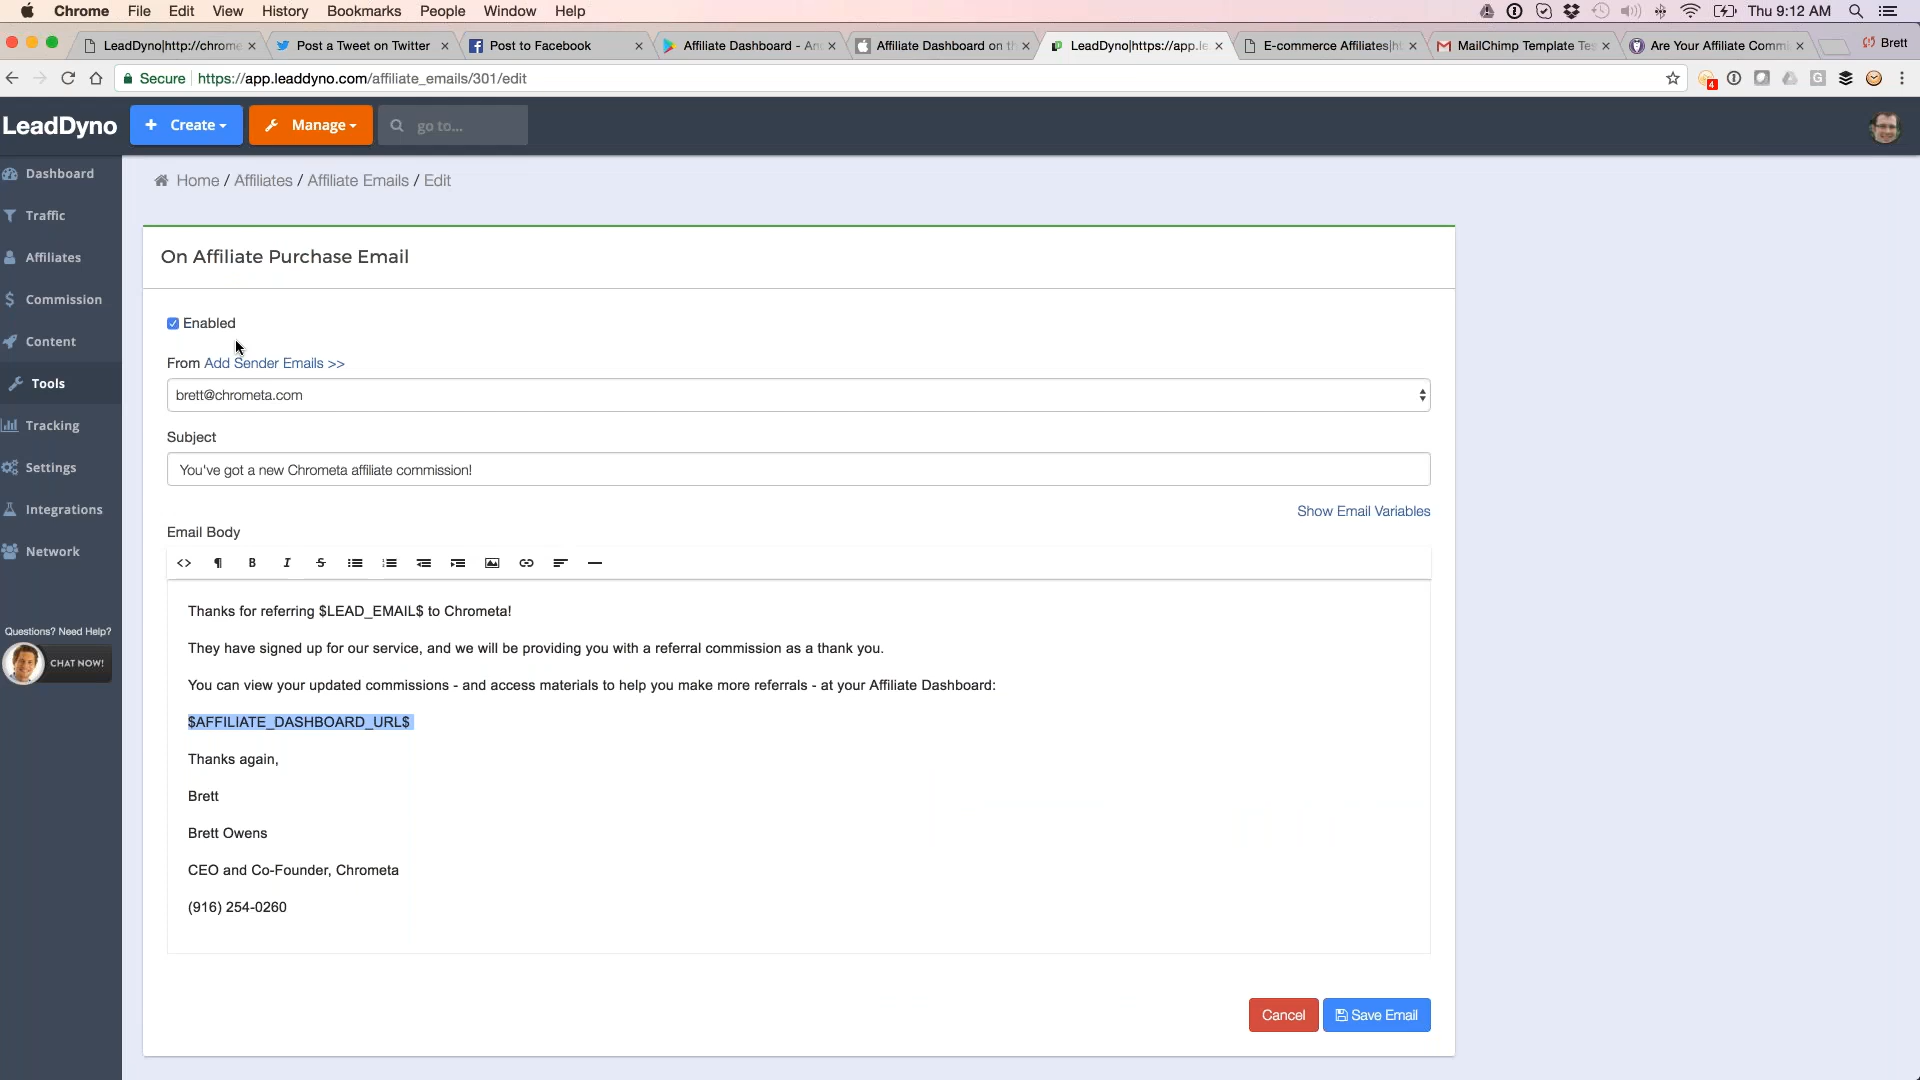 Chrome File Edit View History Bookmarks People Window Help Thu 9:12 AM
LeadDyno|http://chrome Post a Tweet on Twitter Post to Facebook Affiliate Dashboard - An Affiliate Dashboard on th LeadDyno|https://app.le E-commerce Affiliates|ht MailChimp Template Tes Are Your Affiliate Commi Brett
Secure https://app.leaddyno.com/affiliate_emails/301/edit 4
LeadDyno + Create Manage go to...
Dashboard
Traffic
Affiliates
Commission
Content
Tools
Tracking
Settings
Integrations
Network
Questions? Need Help?
CHAT NOW!
Home / Affiliates / Affiliate Emails / Edit
On Affiliate Purchase Email
Enabled
From Add Sender Emails >>
brett@chrometa.com
Subject
You've got a new Chrometa affiliate commission!
Show Email Variables
Email Body
Thanks for referring $LEAD_EMAIL$ to Chrometa!
They have signed up for our service, and we will be providing you with a referral commission as a thank you.
You can view your updated commissions - and access materials to help you make more referrals - at your Affiliate Dashboard:
$AFFILIATE_DASHBOARD_URL$
Thanks again,
Brett
Brett Owens
CEO and Co-Founder, Chrometa
(916) 254-0260
Cancel Save Email